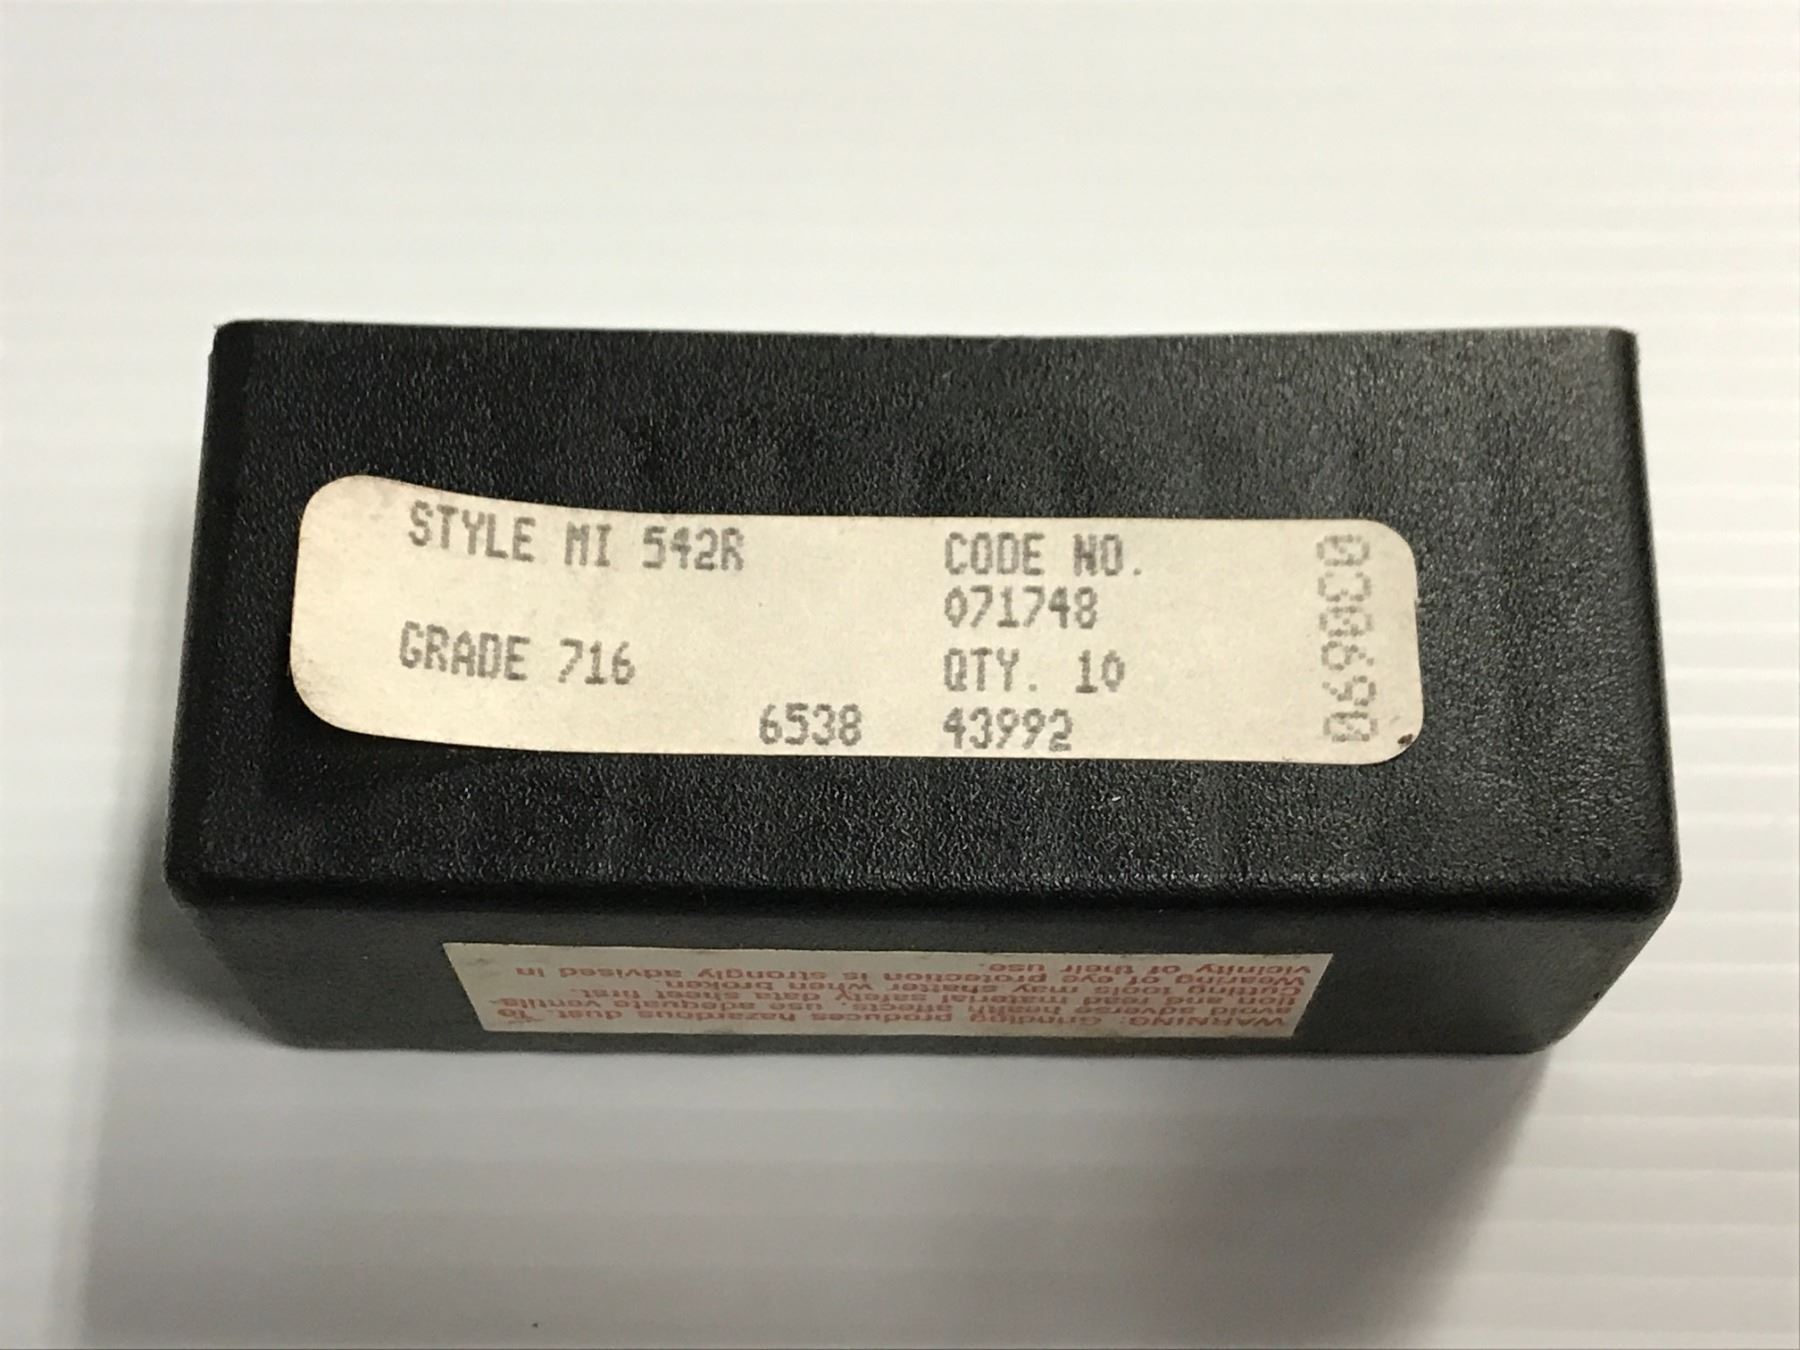 STYLE MI 542R
GRADE 716
6538
CODE NO.
071748
QTY. 10
43992
030690
WARNING: Grinding produces hazardous dust. To
avoid adverse health affects, use adequate ventila-
tion and read material safety data sheet first.
Cutting tools may shatter when broken.
Wearing of eye protection is strongly advised in
vicinity of their use.